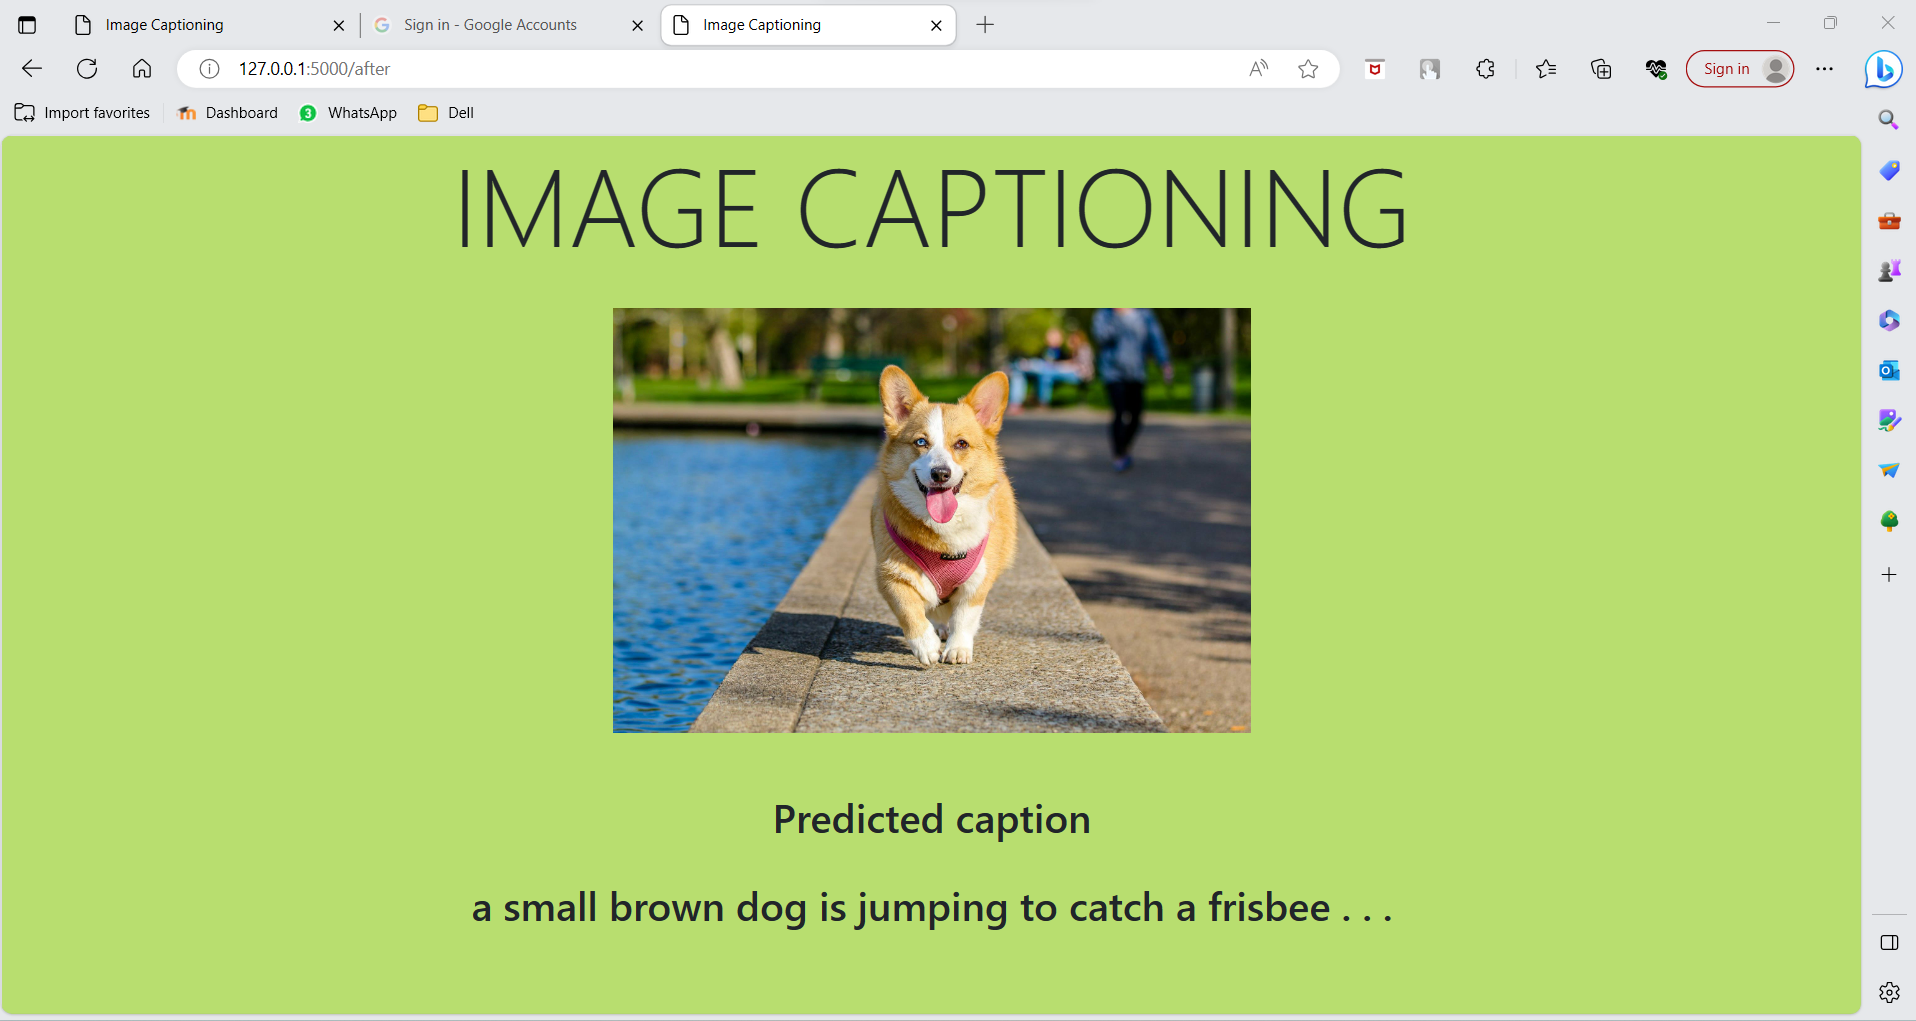 Image Captioning
Sign in - Google Accounts
Image Captioning
127.0.0.1:5000/after
Sign in
Import favorites
Dashboard
3
WhatsApp
Dell
IMAGE CAPTIONING
Predicted caption
a small brown dog is jumping to catch a frisbee . . .